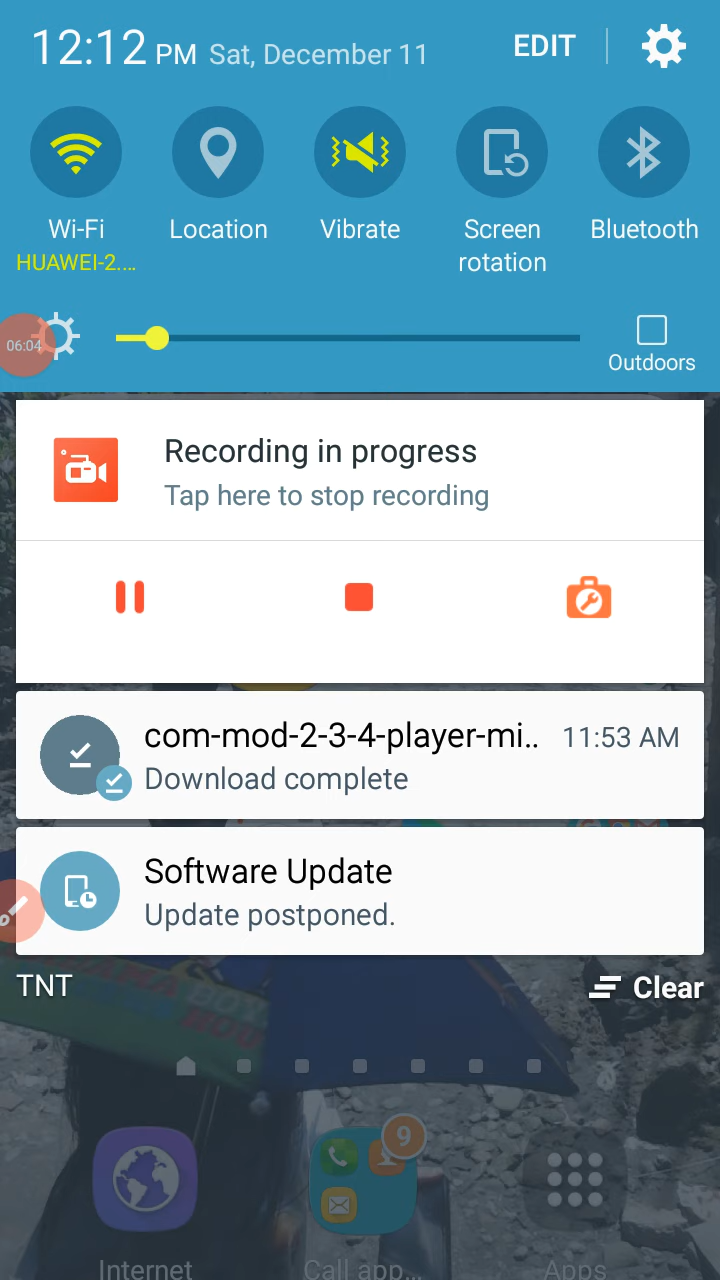 12:12 PM Sat, December 11 EDIT
Wi-Fi Location Vibrate Screen rotation Bluetooth
HUAWEI-2....
06:04
Outdoors
Recording in progress
Tap here to stop recording
com-mod-2-3-4-player-mi.. 11:53 AM
Download complete
Software Update
Update postponed.
TNT Clear
9
Internet Call app... Apps